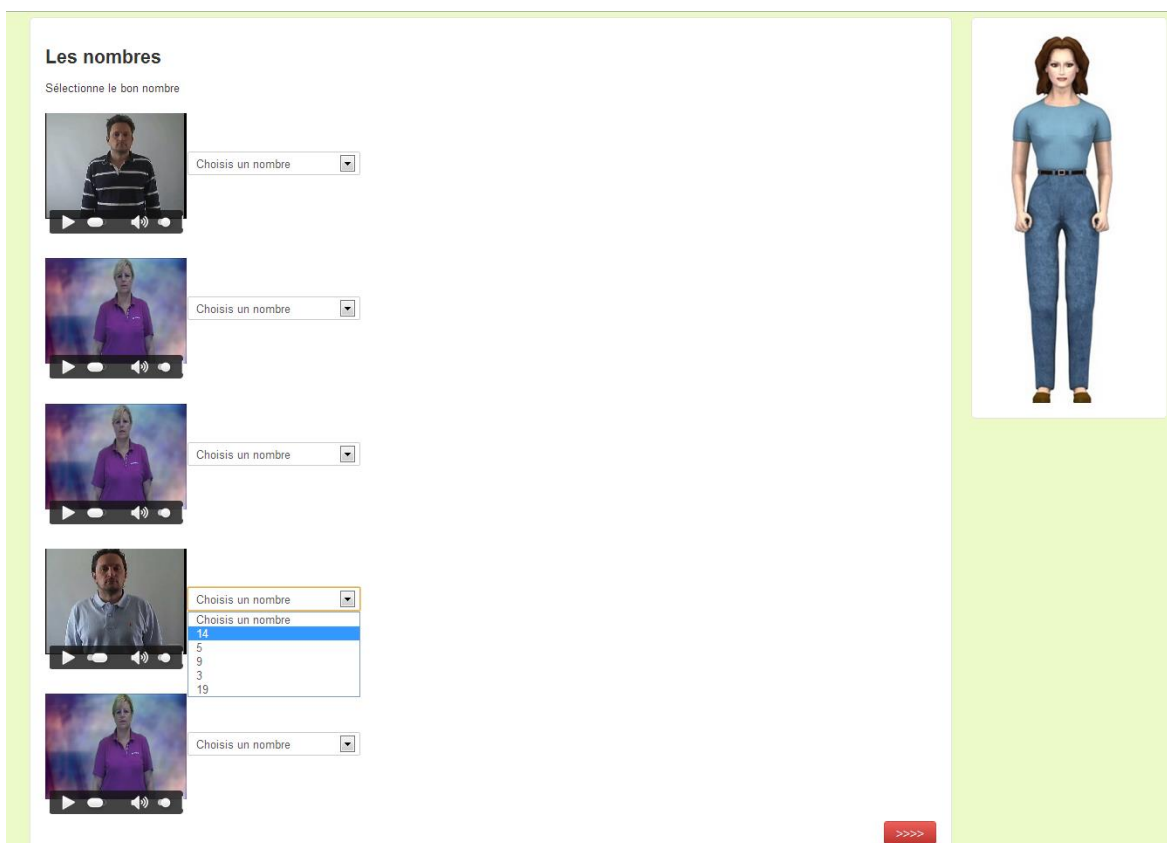 Les nombres
Sélectionne le bon nombre
Choisis un nombre
Choisis un nombre
Choisis un nombre
Choisis un nombre
Choisis un nombre
14
5
9
3
19
Choisis un nombre
>>>>